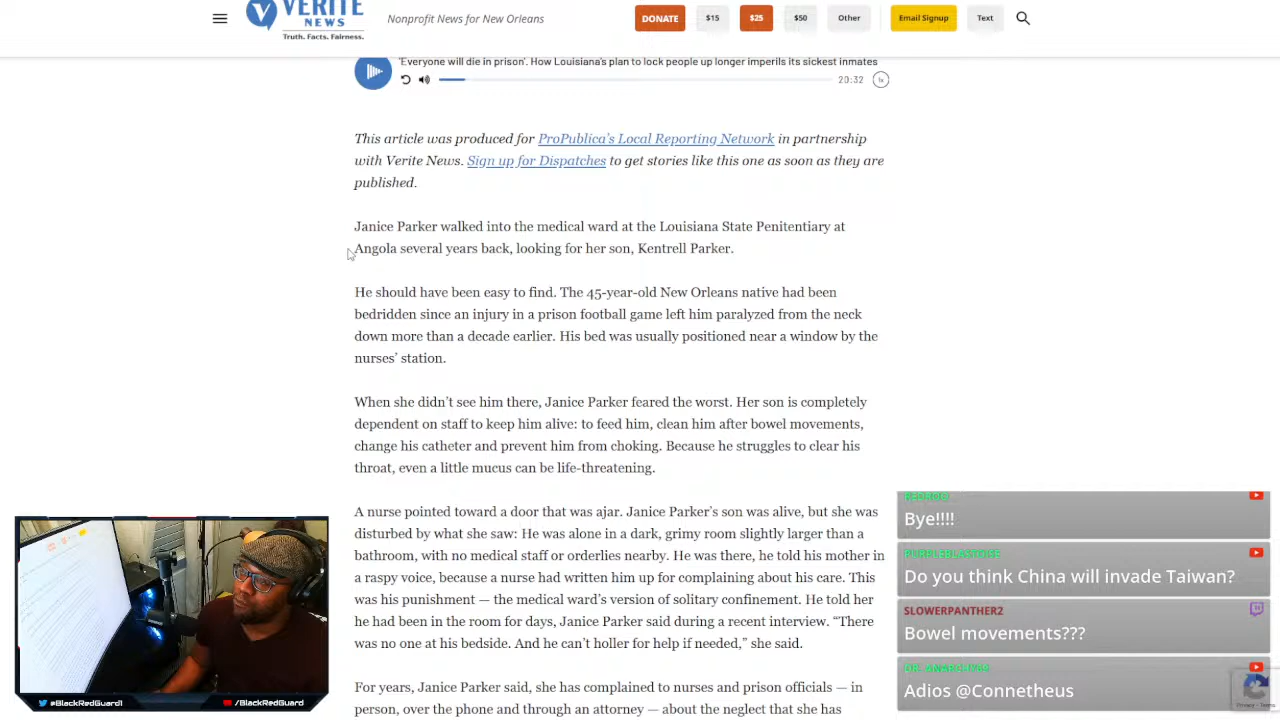 VERITE
NEWS
Truth. Facts. Fairness.
Nonprofit News for New Orleans
DONATE
$15
$25
$50
Other
Email Signup
Text
'Everyone will die in prison'. How Louisiana's plan to lock people up longer imperils its sickest inmates
20:32
1x
This article was produced for ProPublica's Local Reporting Network in partnership
with Verite News. Sign up for Dispatches to get stories like this one as soon as they are
published.
Janice Parker walked into the medical ward at the Louisiana State Penitentiary at
Angola several years back, looking for her son, Kentrell Parker.
He should have been easy to find. The 45-year-old New Orleans native had been
bedridden since an injury in a prison football game left him paralyzed from the neck
down more than a decade earlier. His bed was usually positioned near a window by the
nurses' station.
When she didn't see him there, Janice Parker feared the worst. Her son is completely
dependent on staff to keep him alive: to feed him, clean him after bowel movements,
change his catheter and prevent him from choking. Because he struggles to clear his
throat, even a little mucus can be life-threatening.
A nurse pointed toward a door that was ajar. Janice Parker's son was alive, but she was
disturbed by what she saw: He was alone in a dark, grimy room slightly larger than a
bathroom, with no medical staff or orderlies nearby. He was there, he told his mother in
a raspy voice, because a nurse had written him up for complaining about his care. This
was his punishment — the medical ward's version of solitary confinement. He told her
he had been in the room for days, Janice Parker said during a recent interview. "There
was no one at his bedside. And he can't holler for help if needed," she said.
For years, Janice Parker said, she has complained to nurses and prison officials — in
person, over the phone and through an attorney — about the neglect that she has
Bye!!!!
Do you think China will invade Taiwan?
SLOWERPANTHER2
Bowel movements???
Adios @Connetheus
Privacy - Terms
#BlackRedGuard1
/BlackRedGuard